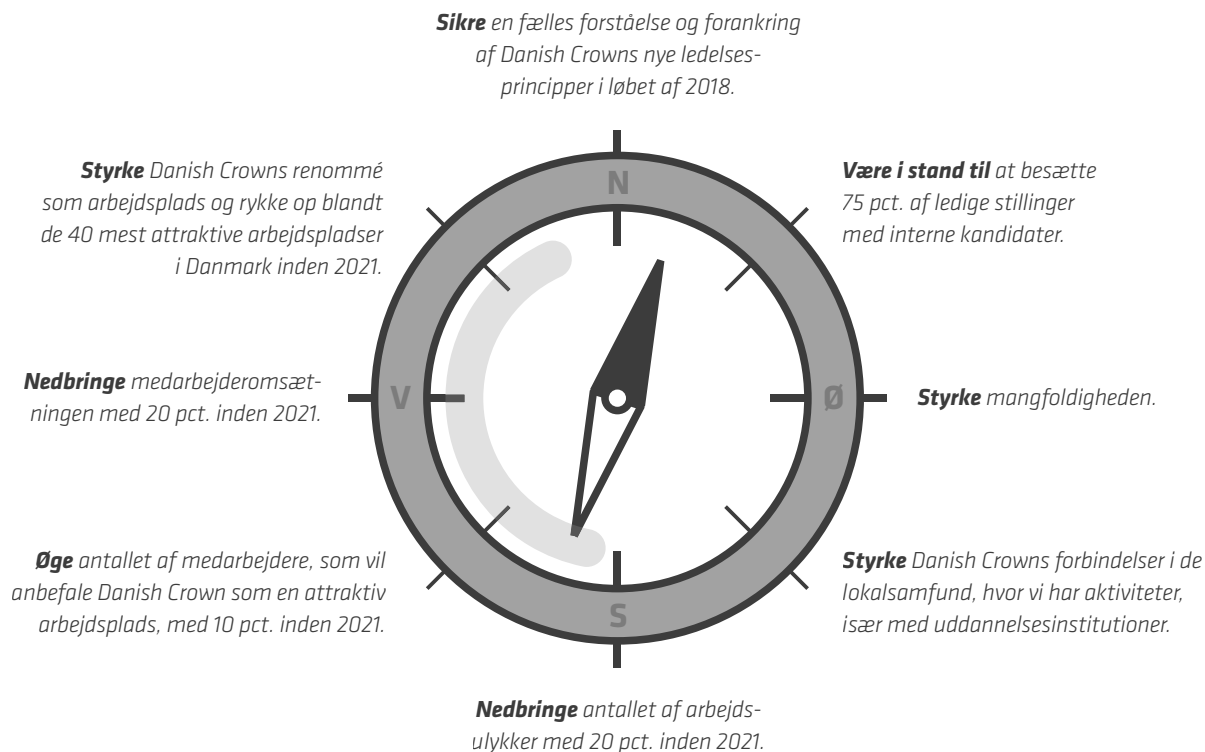 Sikre en fælles forståelse og forankring
af Danish Crowns nye ledelses-
principper i løbet af 2018.
Styrke Danish Crowns renommé
som arbejdsplads og rykke op blandt
de 40 mest attraktive arbejdspladser
i Danmark inden 2021.
Være i stand til at besætte
75 pct. af ledige stillinger
med interne kandidater.
N
Nedbringe medarbejderomsæt-
ningen med 20 pct. inden 2021.
V
Ø
Styrke mangfoldigheden.
Øge antallet af medarbejdere, som vil
anbefale Danish Crown som en attraktiv
arbejdsplads, med 10 pct. inden 2021.
Styrke Danish Crowns forbindelser i de
lokalsamfund, hvor vi har aktiviteter,
især med uddannelsesinstitutioner.
S
Nedbringe antallet af arbejds-
ulykker med 20 pct. inden 2021.